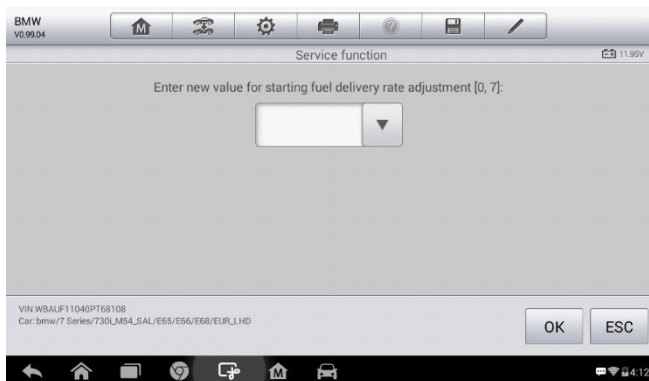 BMW
V0.99.04
M
Service function
11.95V
Enter new value for starting fuel delivery rate adjustment [0, 7]:
VIN:WBAUF11040PT68108
Car: bmw/7 Series/730i_M54_SAL/E65/E66/E68/EUR_LHD
OK
ESC
M
4:12